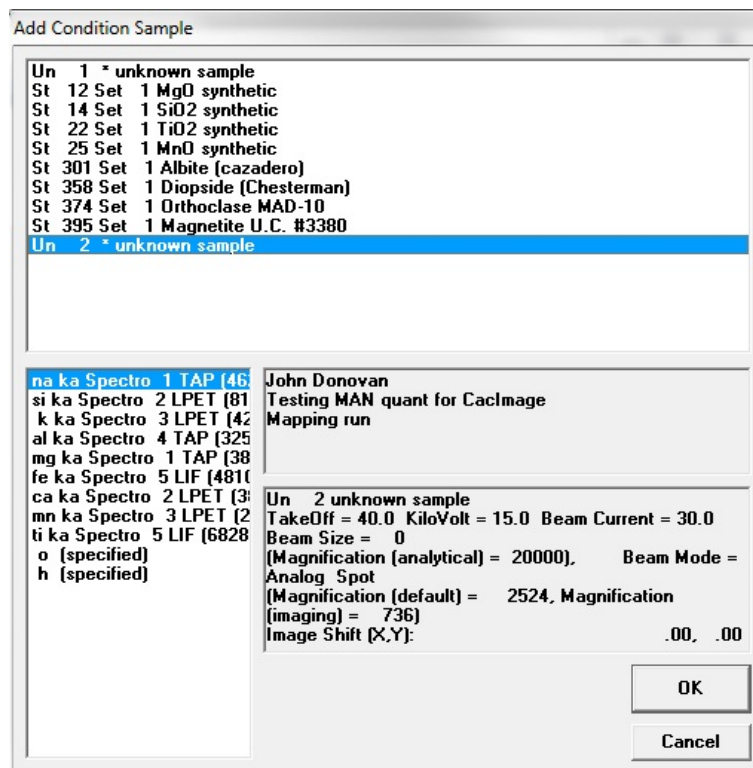 Add Condition Sample
Un 1 * unknown sample
St 12 Set 1 MgO synthetic
St 14 Set 1 SiO2 synthetic
St 22 Set 1 TiO2 synthetic
St 25 Set 1 MnO synthetic
St 301 Set 1 Albite (cazadero)
St 358 Set 1 Diopside (Chesterman)
St 374 Set 1 Orthoclase MAD-10
St 395 Set 1 Magnetite U.C. #3380
Un 2 * unknown sample
na ka Spectro 1 TAP (46
si ka Spectro 2 LPET (81
k ka Spectro 3 LPET (42
al ka Spectro 4 TAP (325
mg ka Spectro 1 TAP (38
fe ka Spectro 5 LIF (4810
ca ka Spectro 2 LPET (3
mn ka Spectro 3 LPET (2
ti ka Spectro 5 LIF (6828
o (specified)
h (specified)
John Donovan
Testing MAN quant for CacImage
Mapping run
Un 2 unknown sample
TakeOff = 40.0 KiloVolt = 15.0 Beam Current = 30.0
Beam Size = 0
(Magnification (analytical) = 20000), Beam Mode =
Analog Spot
(Magnification (default) = 2524, Magnification
(imaging) = 736)
Image Shift (X,Y): .00, .00
OK
Cancel